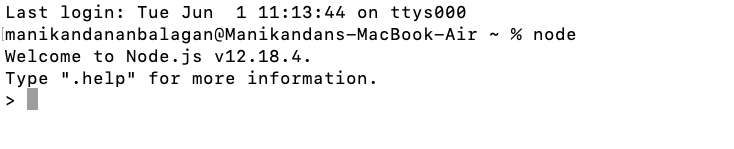 Last login: Tue Jun  1 11:13:44 on ttys000
[manikandananbalagan@Manikandans-MacBook-Air ~ % node
Welcome to Node.js v12.18.4.
Type ".help" for more information.
>